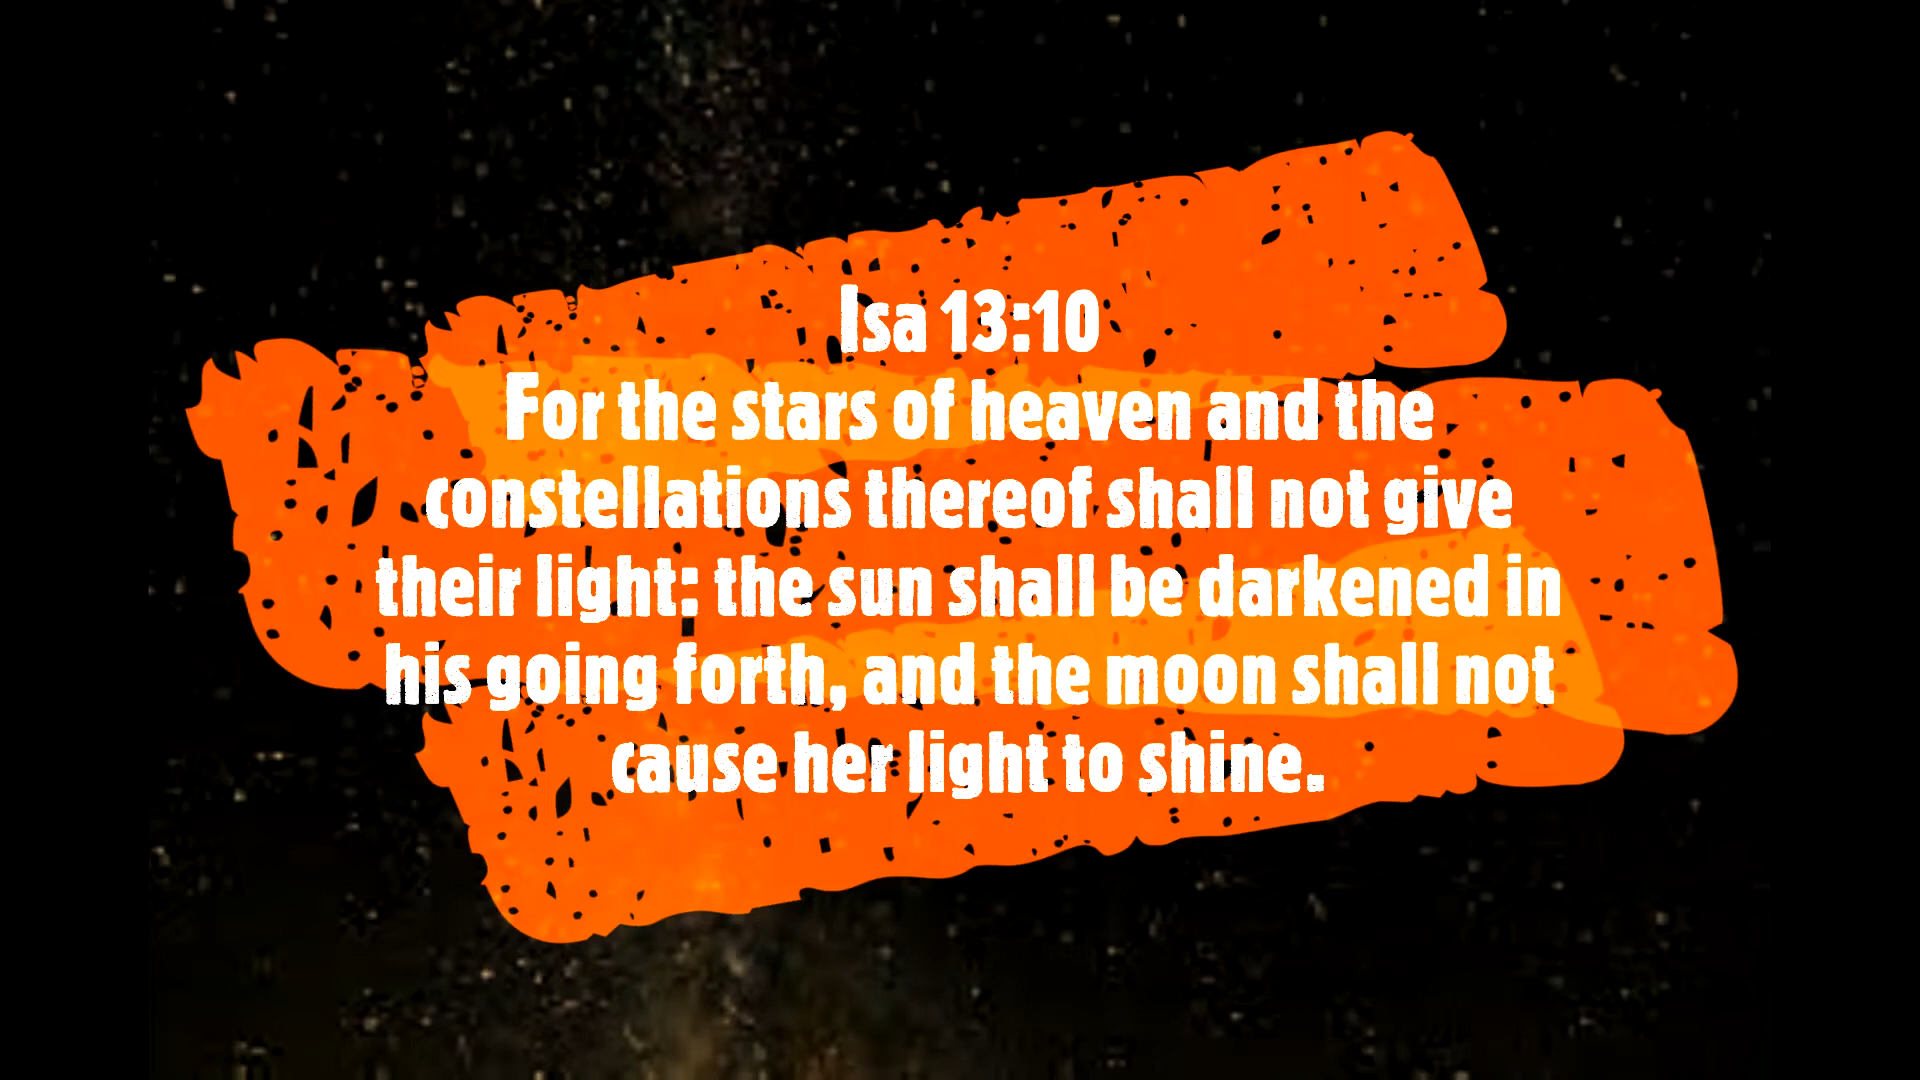 Isa 13:10
For the stars of heaven and the
constellations thereof shall not give
their light: the sun shall be darkened in
his going forth, and the moon shall not
cause her light to shine.